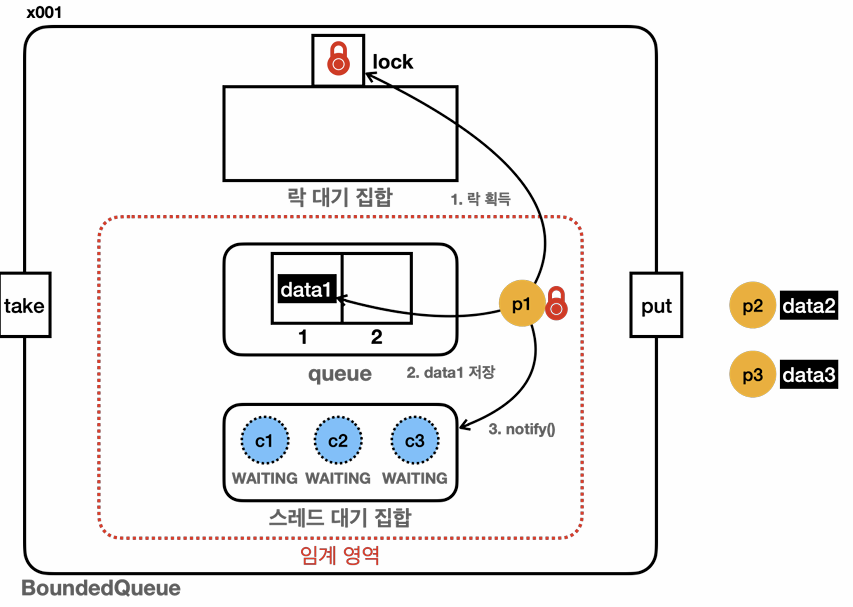 x001
lock
락 대기 집합
1. 락 획득
take
data1
1 2
p1
put
p2 data2
p3 data3
queue
2. data1 저장
c1 c2 c3
WAITING WAITING WAITING
3. notify()
스레드 대기 집합
임계 영역
BoundedQueue